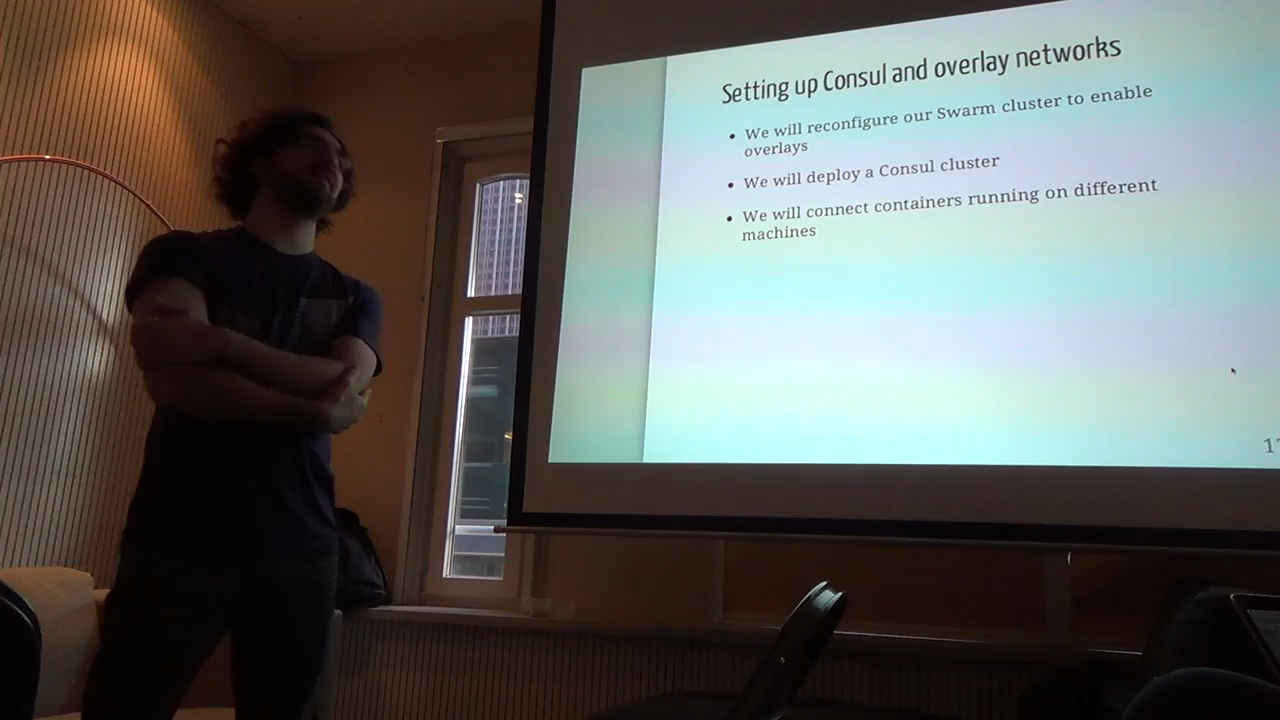 Setting up Consul and overlay networks
• We will reconfigure our Swarm cluster to enable
overlays
• We will deploy a Consul cluster
• We will connect containers running on different
machines